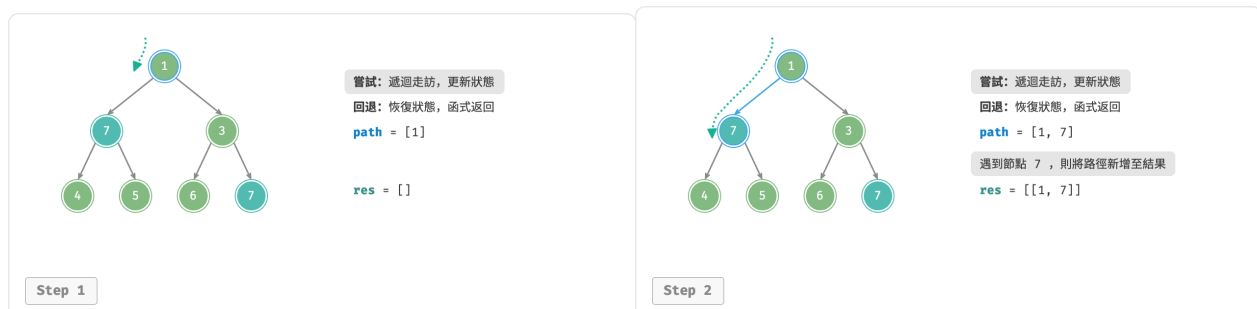 1
嘗試：遞迴走訪，更新狀態
回退：恢復狀態，函式返回
path = [1]
7
3
res = []
4
5
6
7
Step 1
1
嘗試：遞迴走訪，更新狀態
回退：恢復狀態，函式返回
path = [1, 7]
7
3
遇到節點 7 ，則將路徑新增至結果
res = [[1, 7]]
4
5
6
7
Step 2